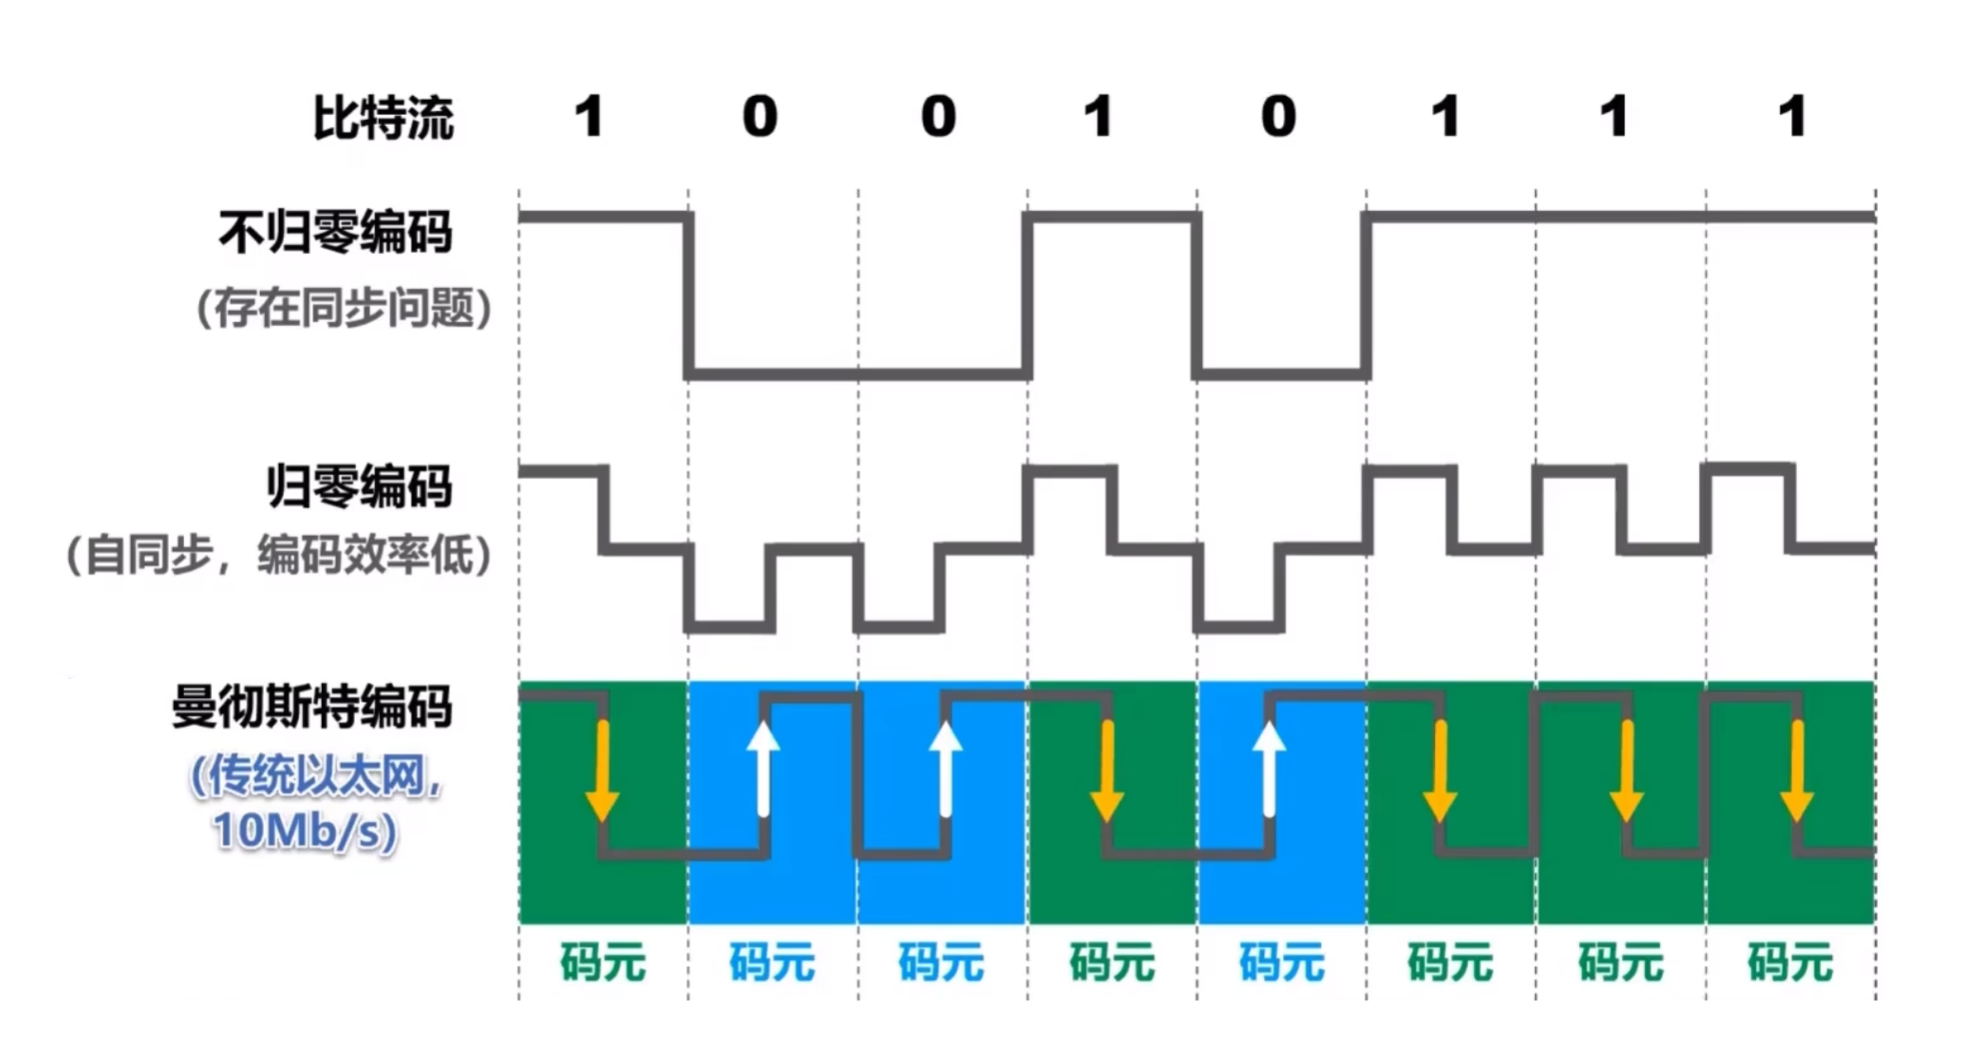 比特流 1 0 0 1 0 1 1 1
不归零编码
（存在同步问题）
归零编码
（自同步，编码效率低）
曼彻斯特编码
（传统以太网，
10Mb/s）
码元 码元 码元 码元 码元 码元 码元 码元